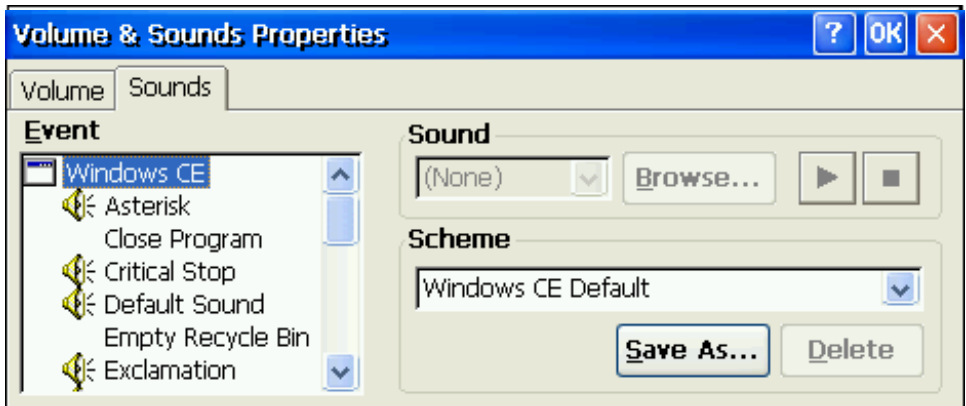 Volume & Sounds Properties
? OK
Volume Sounds
Event
Windows CE
Asterisk
Close Program
Critical Stop
Default Sound
Empty Recycle Bin
Exclamation
Sound
(None) Browse...
Scheme
Windows CE Default
Save As... Delete